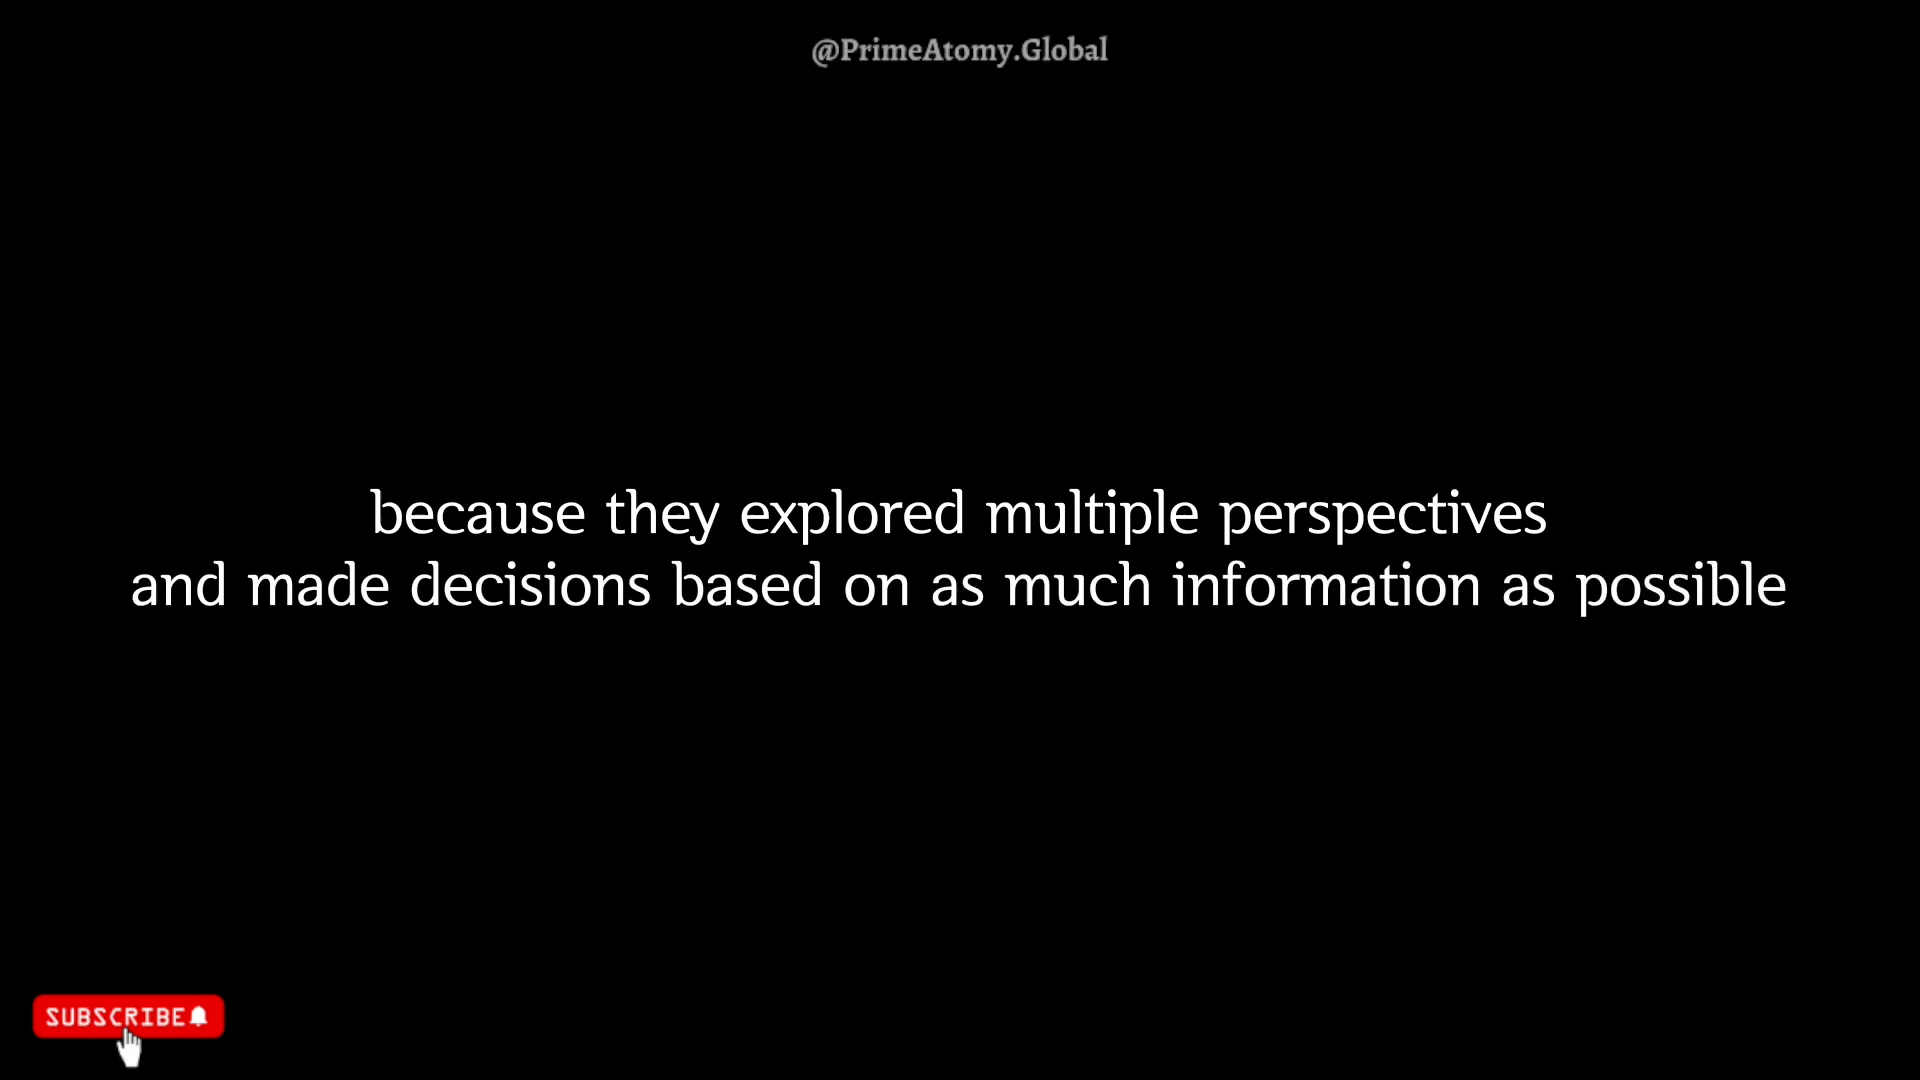 @PrimeAtomy.Global
because they explored multiple perspectives
and made decisions based on as much information as possible
SUBSCRIBE